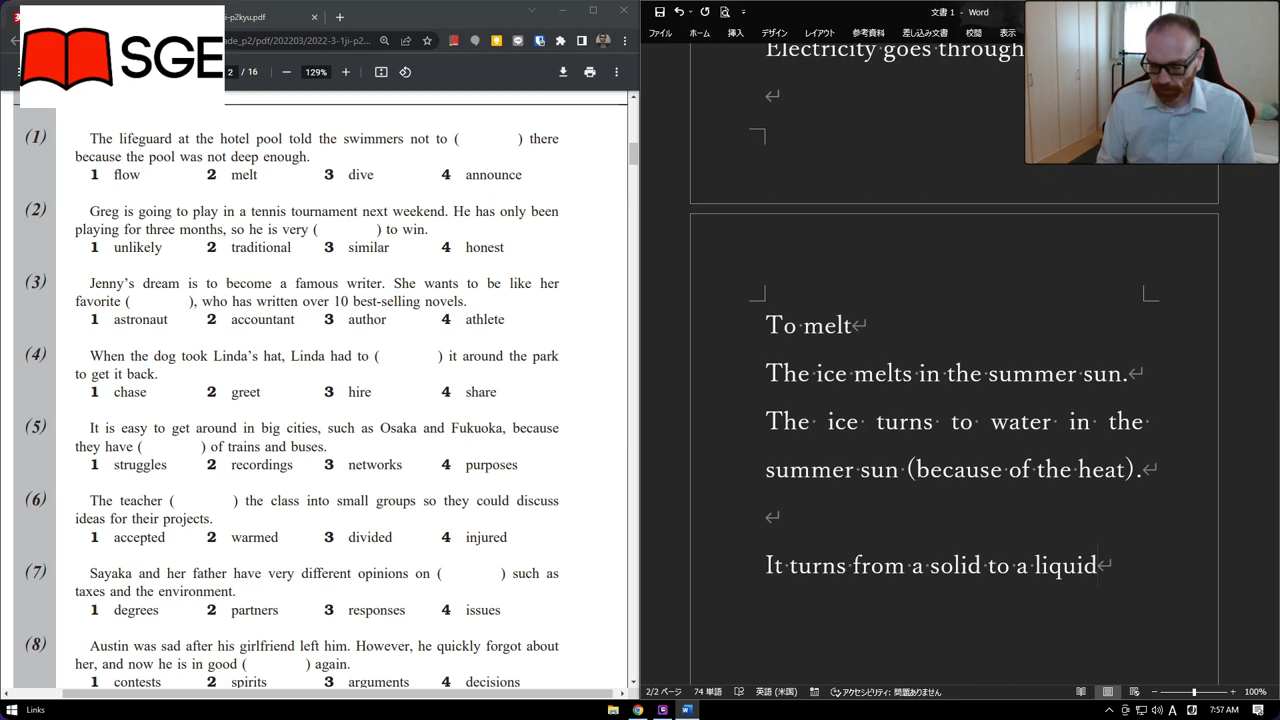 i-p2kyu.pdf
ade_p2/pdf/202203/2022-3-1ji-p2...
SGE
2 / 16
129%
(1) The lifeguard at the hotel pool told the swimmers not to ( ) there
because the pool was not deep enough.
1 flow 2 melt 3 dive 4 announce
(2) Greg is going to play in a tennis tournament next weekend. He has only been
playing for three months, so he is very ( ) to win.
1 unlikely 2 traditional 3 similar 4 honest
(3) Jenny's dream is to become a famous writer. She wants to be like her
favorite ( ), who has written over 10 best-selling novels.
1 astronaut 2 accountant 3 author 4 athlete
(4) When the dog took Linda's hat, Linda had to ( ) it around the park
to get it back.
1 chase 2 greet 3 hire 4 share
(5) It is easy to get around in big cities, such as Osaka and Fukuoka, because
they have ( ) of trains and buses.
1 struggles 2 recordings 3 networks 4 purposes
(6) The teacher ( ) the class into small groups so they could discuss
ideas for their projects.
1 accepted 2 warmed 3 divided 4 injured
(7) Sayaka and her father have very different opinions on ( ) such as
taxes and the environment.
1 degrees 2 partners 3 responses 4 issues
(8) Austin was sad after his girlfriend left him. However, he quickly forgot about
her, and now he is in good ( ) again.
1 contests 2 spirits 3 arguments 4 decisions
文書 1 - Word
ファイル ホーム 挿入 デザイン レイアウト 参考資料 差し込み文書 校閲 表示
Electricity goes through
To melt
The ice melts in the summer sun.
The ice turns to water in the
summer sun (because of the heat).
It turns from a solid to a liquid
2/2 ページ 74 単語 英語 (米国) アクセシビリティ: 問題ありません 100%
Links
A
7:57 AM